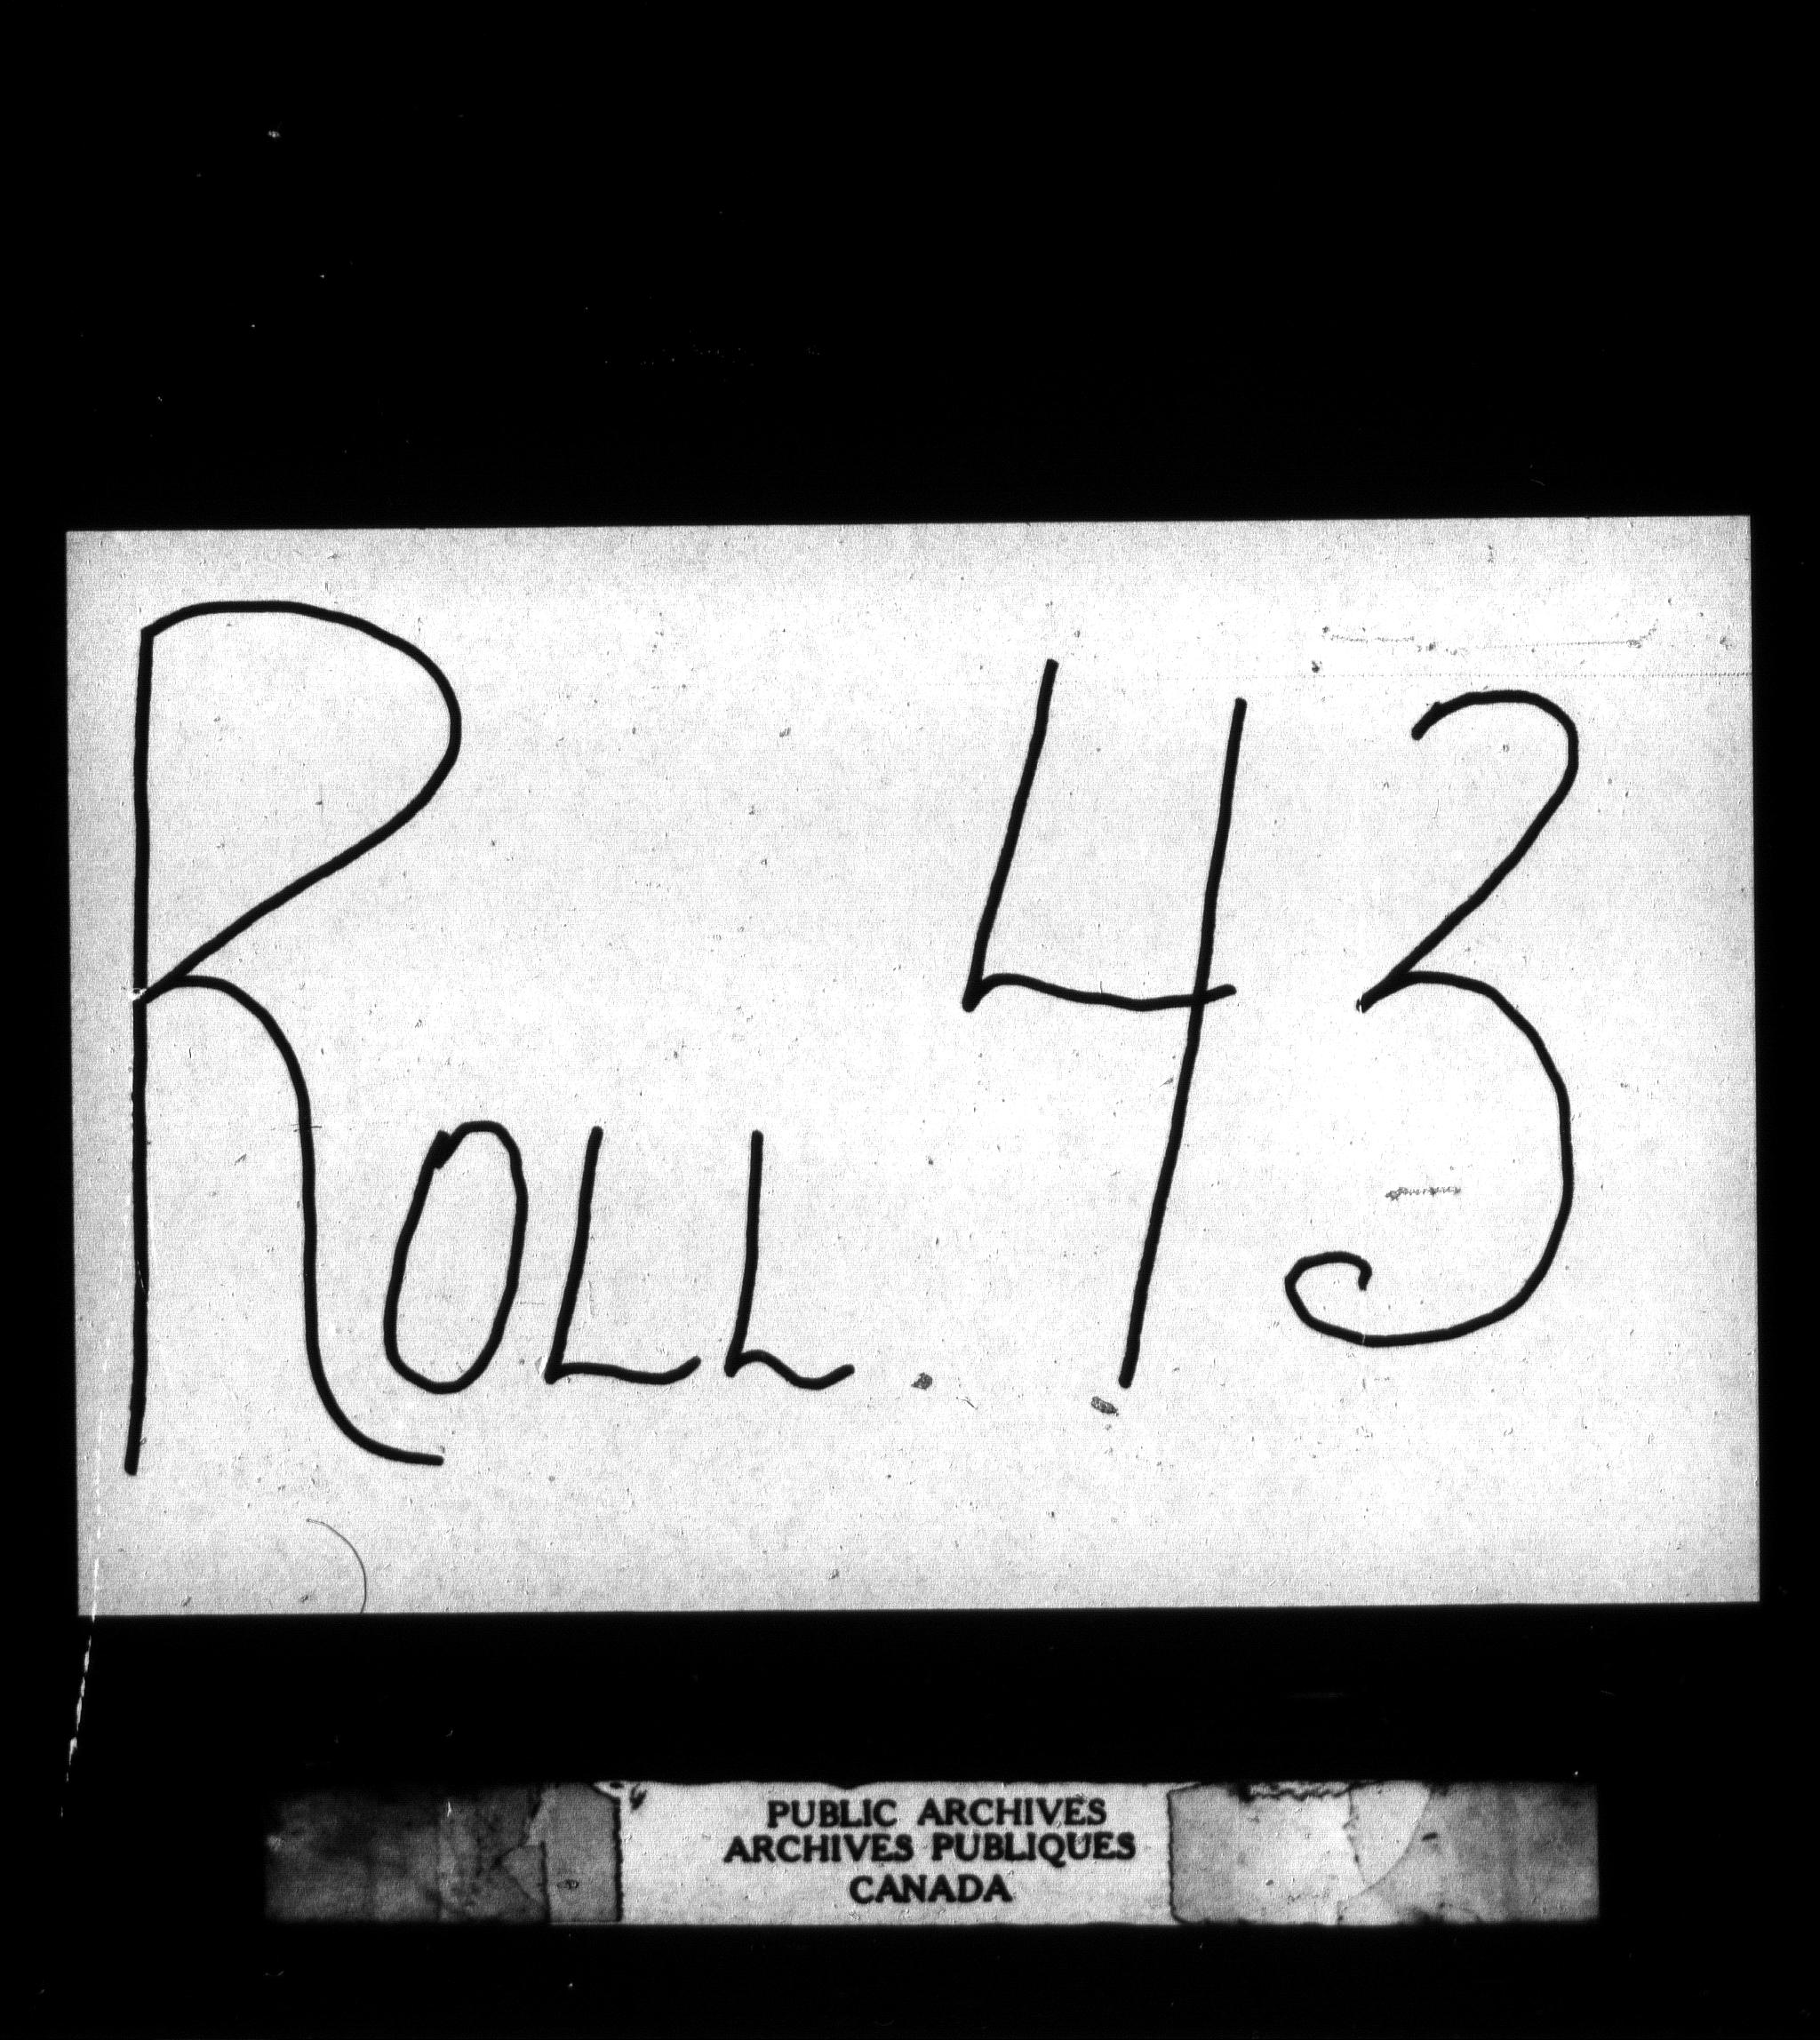 ROLL 43
PUBLIC ARCHIVES
ARCHIVES PUBLIQUES
CANADA